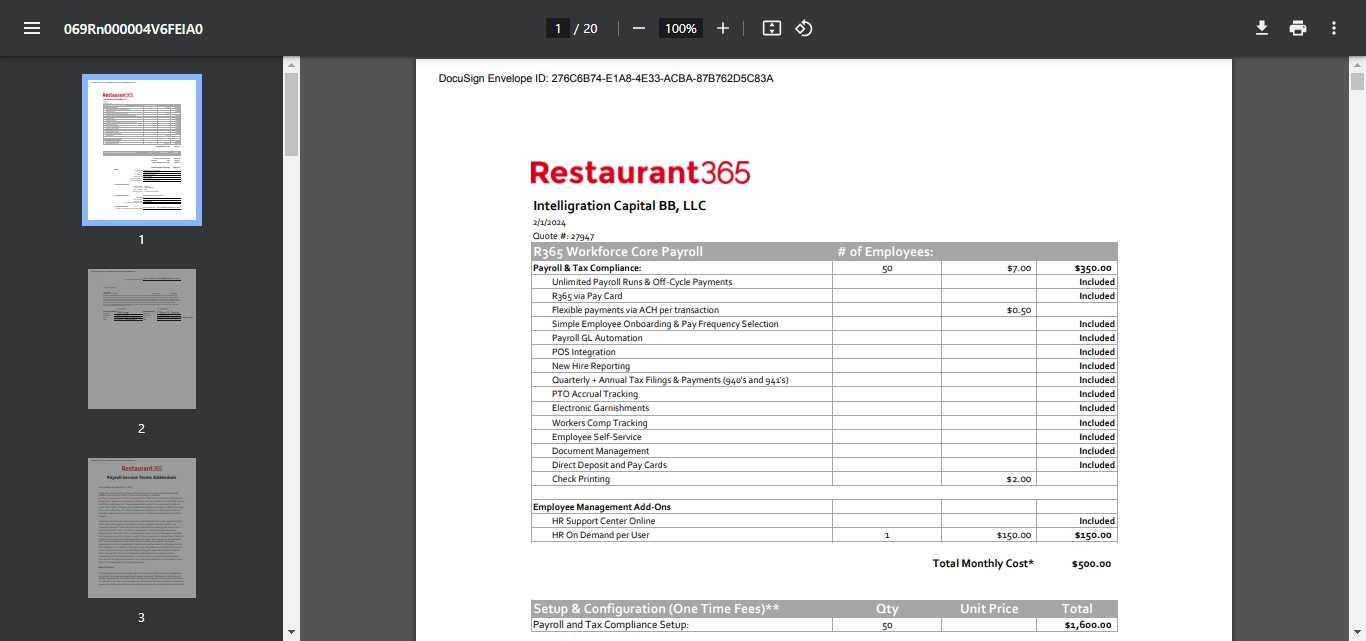 069Rn000004V6FEIA0
1 / 20
100%
1
2
Restaurant365
Payroll Service Terms Addendum
3
DocuSign Envelope ID: 276C6B74-E1A8-4E33-ACBA-87B762D5C83A
Restaurant365
Intelligration Capital BB, LLC
2/1/2024
Quote #: 27947
R365 Workforce Core Payroll # of Employees:
Payroll & Tax Compliance: 50 $7.00 $350.00
Unlimited Payroll Runs & Off-Cycle Payments Included
R365 via Pay Card Included
Flexible payments via ACH per transaction $0.50
Simple Employee Onboarding & Pay Frequency Selection Included
Payroll GL Automation Included
POS Integration Included
New Hire Reporting Included
Quarterly + Annual Tax Filings & Payments (940's and 941's) Included
PTO Accrual Tracking Included
Electronic Garnishments Included
Workers Comp Tracking Included
Employee Self-Service Included
Document Management Included
Direct Deposit and Pay Cards Included
Check Printing $2.00
Employee Management Add-Ons
HR Support Center Online Included
HR On Demand per User 1 $150.00 $150.00
Total Monthly Cost* $500.00
Setup & Configuration (One Time Fees)** Qty Unit Price Total
Payroll and Tax Compliance Setup: 50 $1,600.00